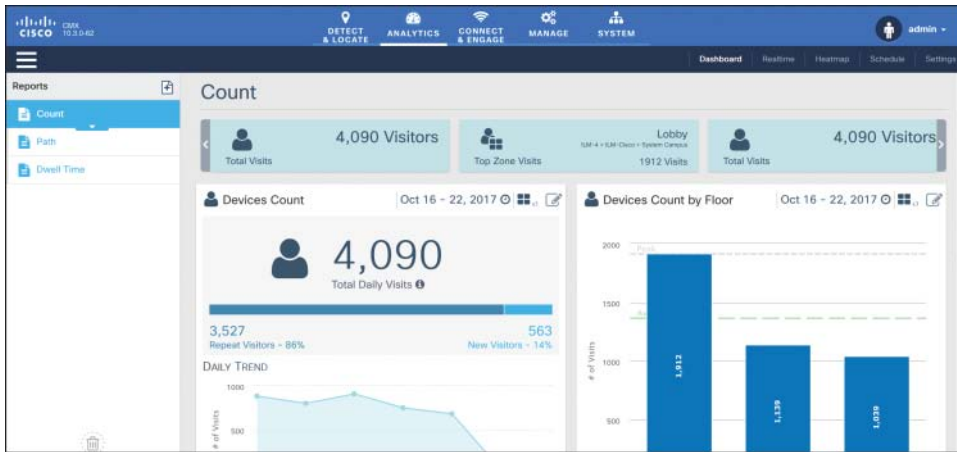 CISCO CMX 10.3.0-62
DETECT & LOCATE
ANALYTICS
CONNECT & ENGAGE
MANAGE
SYSTEM
admin
Dashboard Realtime Heatmap Schedule Settings
Reports
Count
Path
Dwell Time
Count
4,090 Visitors
Total Visits
Lobby
Top Zone Visits
1912 Visits
4,090 Visitors
Total Visits
Devices Count
Oct 16 - 22, 2017
4,090
Total Daily Visits
3,527
Repeat Visitors - 86%
563
New Visitors - 14%
DAILY TREND
1000
500
# of Visits
Devices Count by Floor
Oct 16 - 22, 2017
2000
Peak
1500
1000
500
# of Visits
1,912
1,139
1,039